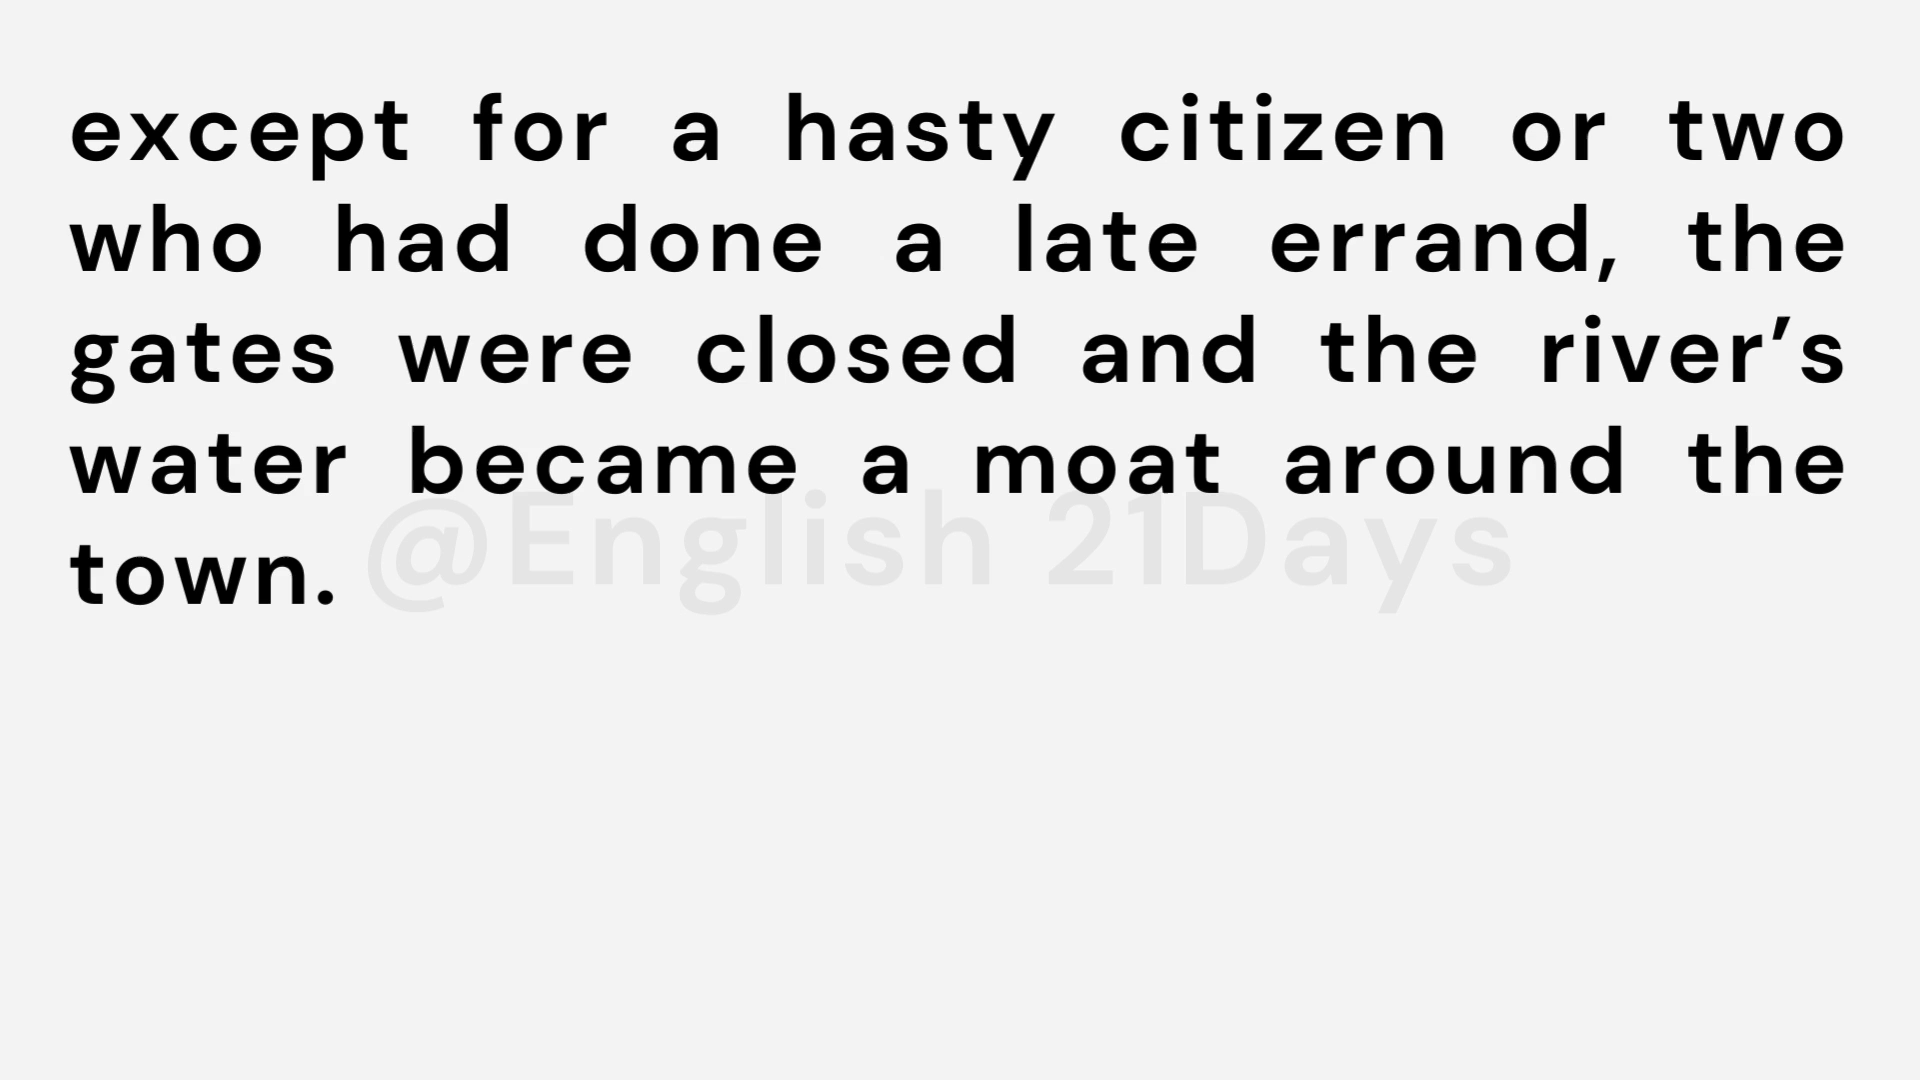 except for a hasty citizen or two
who had done a late errand, the
gates were closed and the river’s
water became a moat around the
town.
@English 21Days